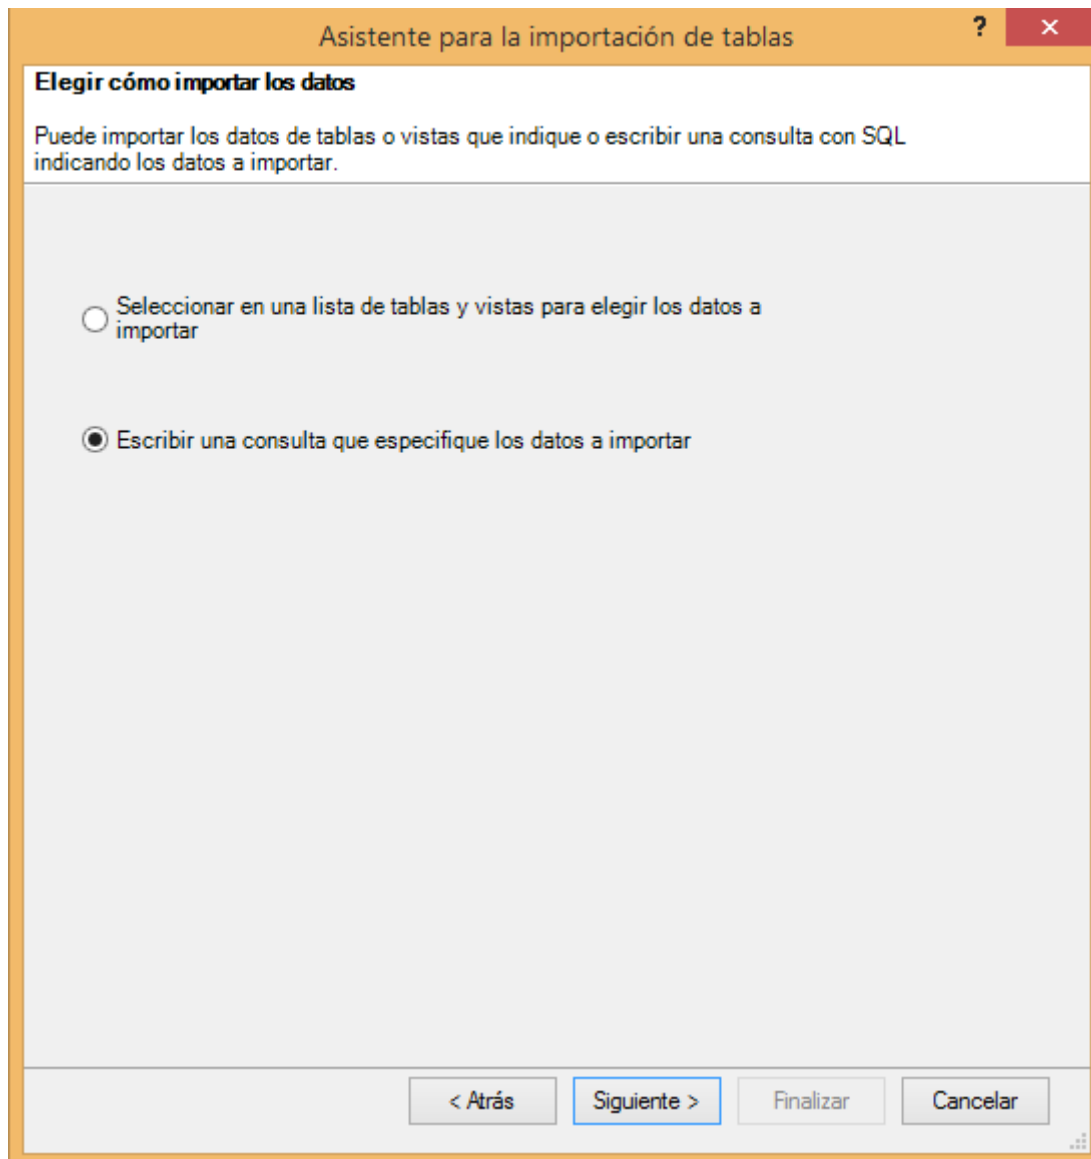 Asistente para la importación de tablas
?
Elegir cómo importar los datos
Puede importar los datos de tablas o vistas que indique o escribir una consulta con SQL
indicando los datos a importar.
Seleccionar en una lista de tablas y vistas para elegir los datos a
importar
Escribir una consulta que especifique los datos a importar
< Atrás
Siguiente >
Finalizar
Cancelar